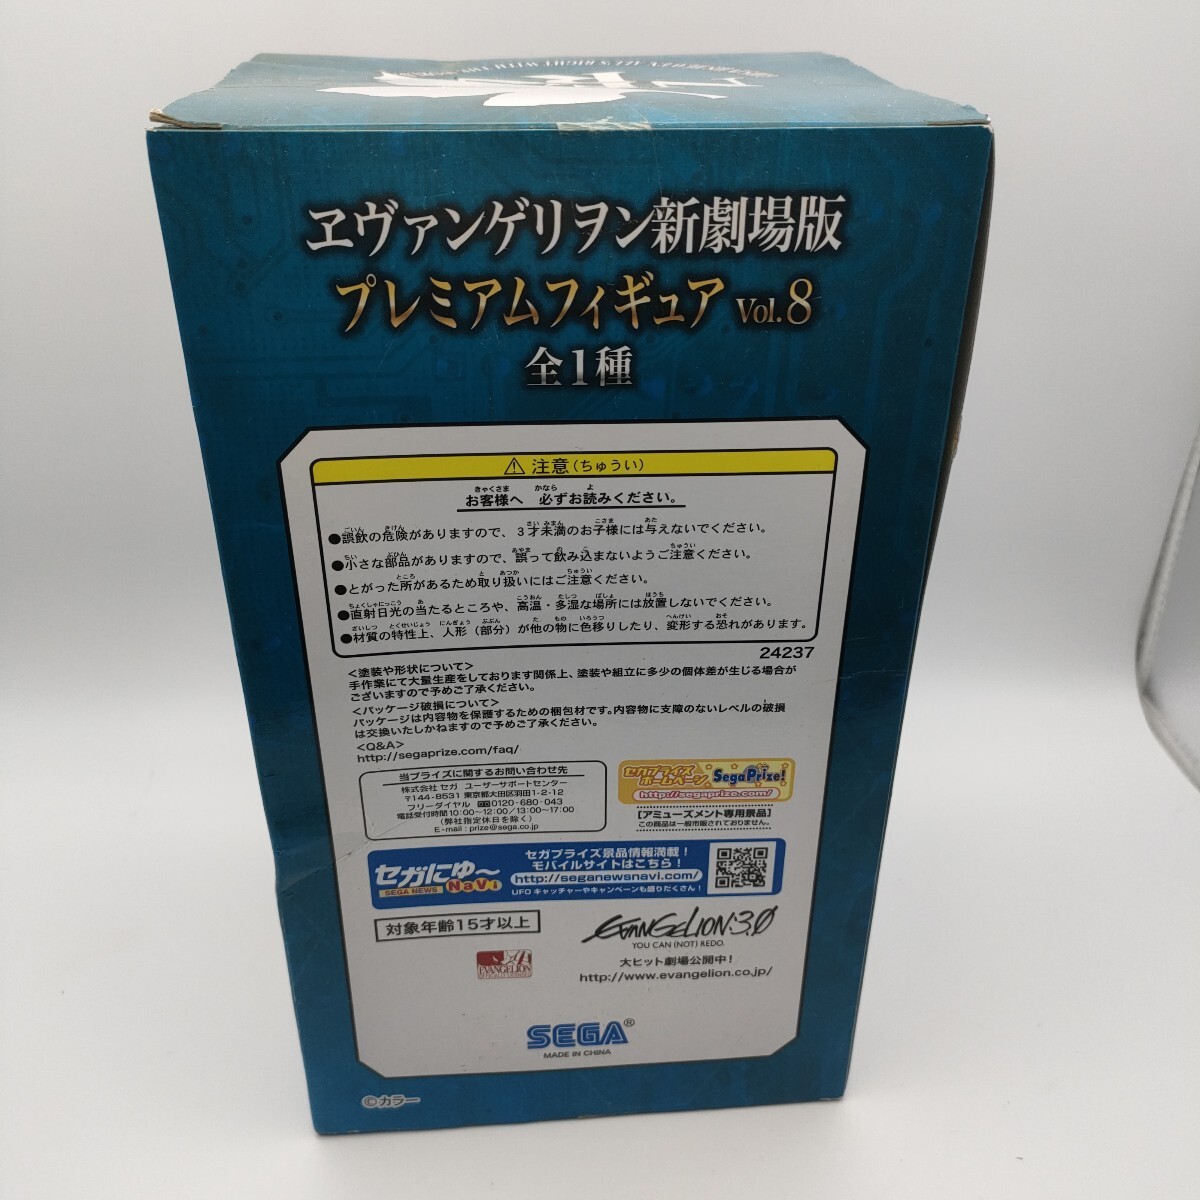 ヱヴァンゲリヲン新劇場版
プレミアムフィギュア Vol.8
全1種
⚠注意(ちゅうい)
お客様へ 必ずお読みください。
●誤飲の危険がありますので、3才未満のお子様には与えないでください。
●小さな部品がありますので、誤って飲み込まないようご注意ください。
●とがった所があるため取り扱いにはご注意ください。
●直射日光の当たるところや、高温・多湿な場所には放置しないでください。
●材質の特性上、人形(部分)が他の物に色移りしたり、変形する恐れがあります。
24237
<塗装や形状について>
手作業にて大量生産をしております関係上、塗装や組立に多少の個体差が生じる場合が
ございますので予めご了承ください。
<パッケージ破損について>
パッケージは内容物を保護するための梱包材です。内容物に支障のないレベルの破損
は交換いたしかねますので予めご了承ください。
<Q&A>
http://segaprize.com/faq/
当プライズに関するお問い合わせ先
株式会社 セガ ユーザーサポートセンター
〒144-8531 東京都大田区羽田1-2-12
フリーダイヤル 0120-680-043
電話受付時間10:00~12:00/13:00~17:00
(弊社指定休日を除く)
E-mail:prize@sega.co.jp
セガプライズ
ホームページ SegaPrize!
http://segaprize.com/
[アミューズメント専用景品]
この商品は一般市販されておりません。
セガにゅ〜
SEGA NEWS NaVi
セガプライズ景品情報満載!
モバイルサイトはこちら!
http://seganewsnavi.com/
UFOキャッチャーやキャンペーンも盛りだくさん!
対象年齢15才以上
EVANGELION:3.0
YOU CAN (NOT) REDO.
EVANGELION
大ヒット劇場公開中!
http://www.evangelion.co.jp/
SEGA®
MADE IN CHINA
©カラー